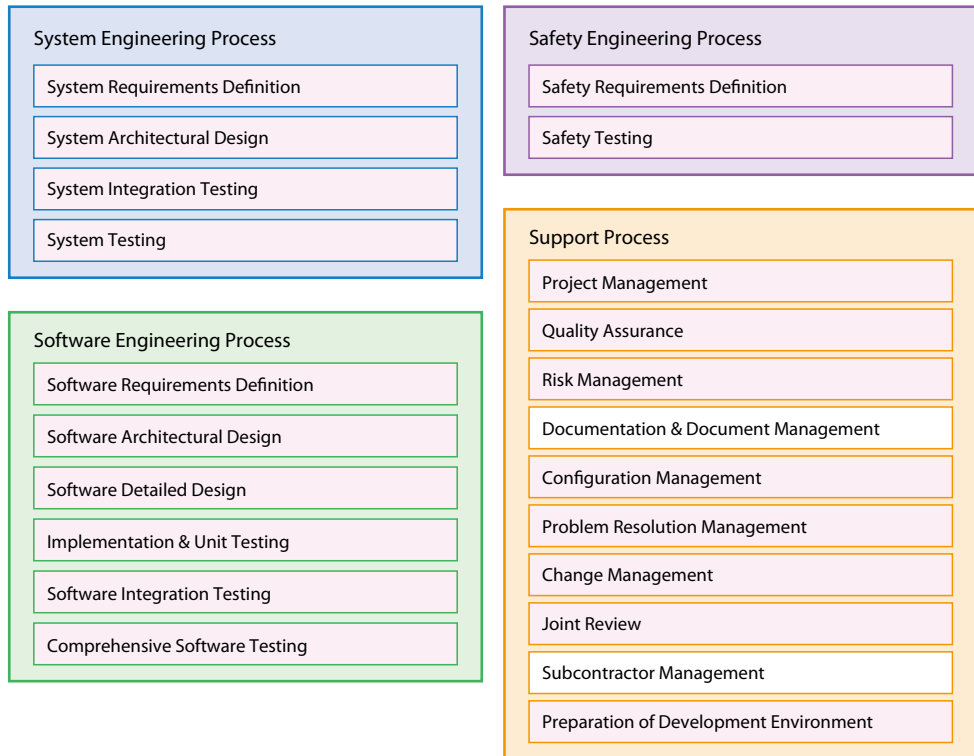 System Engineering Process
System Requirements Definition
System Architectural Design
System Integration Testing
System Testing
Software Engineering Process
Software Requirements Definition
Software Architectural Design
Software Detailed Design
Implementation & Unit Testing
Software Integration Testing
Comprehensive Software Testing
Safety Engineering Process
Safety Requirements Definition
Safety Testing
Support Process
Project Management
Quality Assurance
Risk Management
Documentation & Document Management
Configuration Management
Problem Resolution Management
Change Management
Joint Review
Subcontractor Management
Preparation of Development Environment